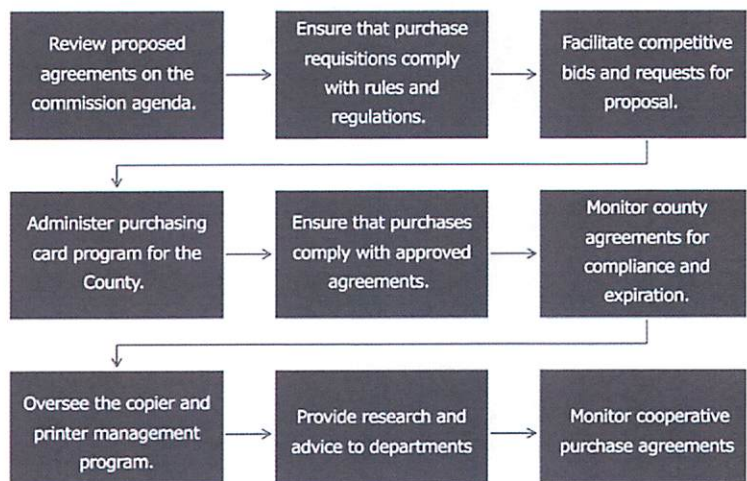 Review proposed
agreements on the
commission agenda.
Ensure that purchase
requisitions comply
with rules and
regulations.
Facilitate competitive
bids and requests for
proposal.
Administer purchasing
card program for the
County.
Ensure that purchases
comply with approved
agreements.
Monitor county
agreements for
compliance and
expiration.
Oversee the copier and
printer management
program.
Provide research and
advice to departments
Monitor cooperative
purchase agreements